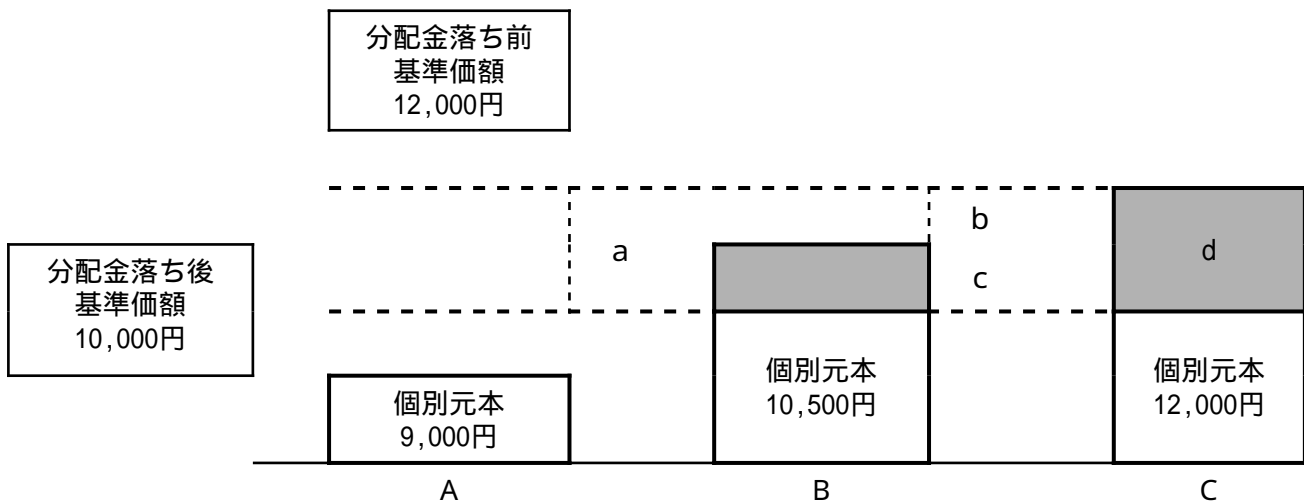 分配金落ち前
基準価額
12,000円
分配金落ち後
基準価額
10,000円
a
b
c
d
個別元本
9,000円
個別元本
10,500円
個別元本
12,000円
A
B
C